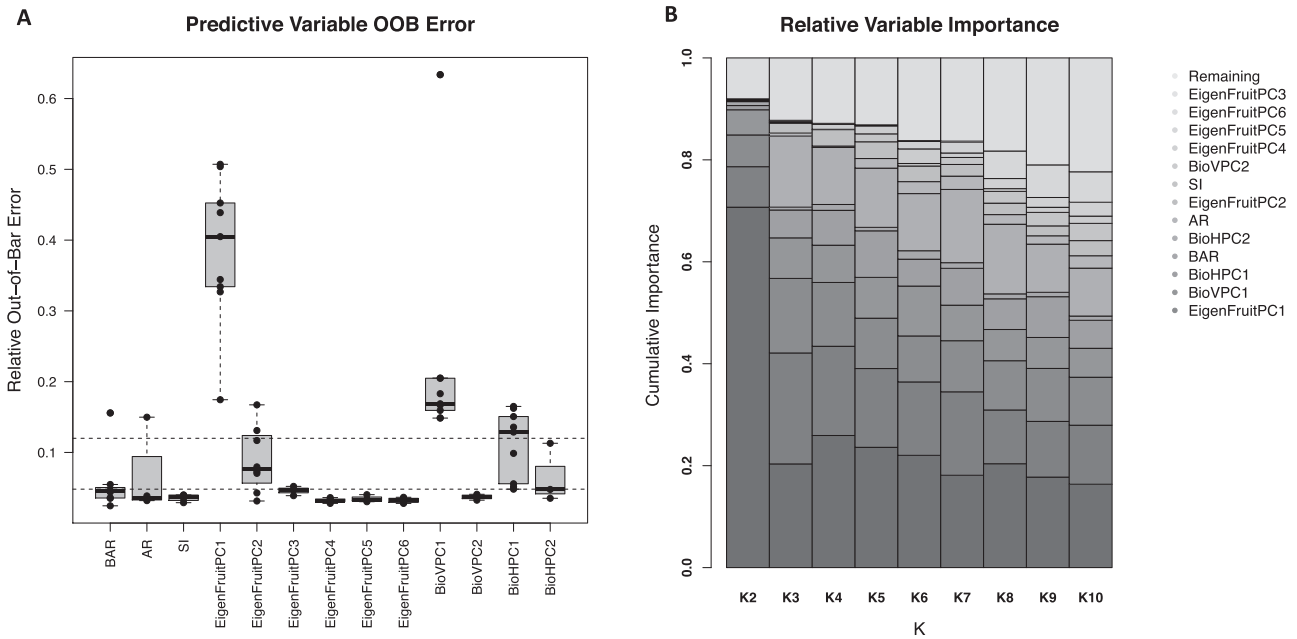 A
Predictive Variable OOB Error
Relative Out−of−Bar Error
0.6
0.5
0.4
0.3
0.2
0.1
BAR
AR
SI
EigenFruitPC1
EigenFruitPC2
EigenFruitPC3
EigenFruitPC4
EigenFruitPC5
EigenFruitPC6
BioVPC1
BioVPC2
BioHPC1
BioHPC2
B
Relative Variable Importance
Cumulative Importance
1.0
0.8
0.6
0.4
0.2
0.0
K2 K3 K4 K5 K6 K7 K8 K9 K10
K
Remaining
EigenFruitPC3
EigenFruitPC6
EigenFruitPC5
EigenFruitPC4
BioVPC2
SI
EigenFruitPC2
AR
BioHPC2
BAR
BioHPC1
BioVPC1
EigenFruitPC1